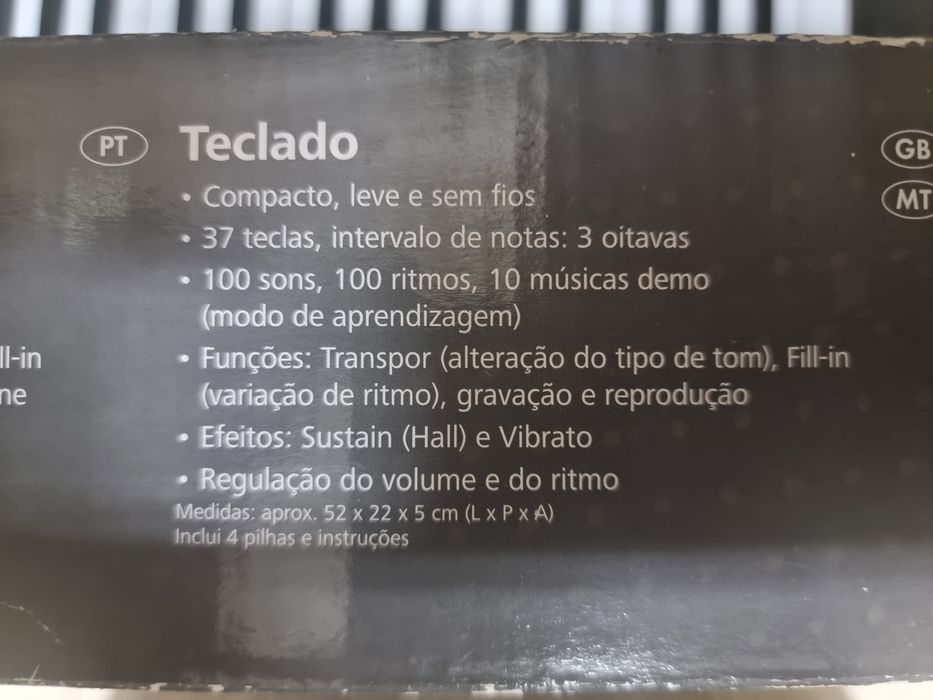 PT
Teclado
• Compacto, leve e sem fios
• 37 teclas, intervalo de notas: 3 oitavas
• 100 sons, 100 ritmos, 10 músicas demo
(modo de aprendizagem)
• Funções: Transpor (alteração do tipo de tom), Fill-in
(variação de ritmo), gravação e reprodução
• Efeitos: Sustain (Hall) e Vibrato
• Regulação do volume e do ritmo
Medidas: aprox. 52 x 22 x 5 cm (L x P x A)
Inclui 4 pilhas e instruções
ll-in
ne
GB
MT